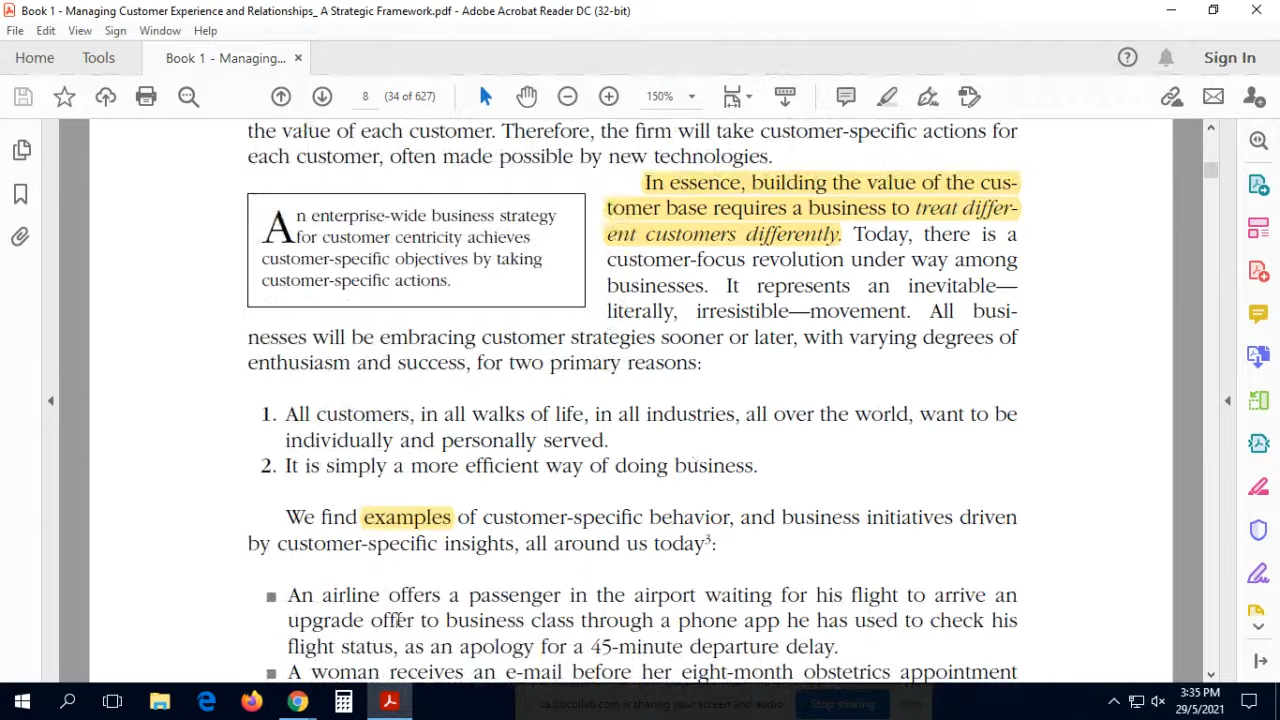 Book 1 - Managing Customer Experience and Relationships_ A Strategic Framework.pdf - Adobe Acrobat Reader DC (32-bit)
File Edit View Sign Window Help
Home Tools Book 1 - Managing... × Sign In
8 (34 of 627) 150%
the value of each customer. Therefore, the firm will take customer-specific actions for
each customer, often made possible by new technologies.
An enterprise-wide business strategy
for customer centricity achieves
customer-specific objectives by taking
customer-specific actions.
In essence, building the value of the cus-
tomer base requires a business to treat differ-
ent customers differently. Today, there is a
customer-focus revolution under way among
businesses. It represents an inevitable—
literally, irresistible—movement. All busi-
nesses will be embracing customer strategies sooner or later, with varying degrees of
enthusiasm and success, for two primary reasons:
1. All customers, in all walks of life, in all industries, all over the world, want to be
individually and personally served.
2. It is simply a more efficient way of doing business.
We find examples of customer-specific behavior, and business initiatives driven
by customer-specific insights, all around us today³:
■ An airline offers a passenger in the airport waiting for his flight to arrive an
upgrade offer to business class through a phone app he has used to check his
flight status, as an apology for a 45-minute departure delay.
■ A woman receives an e-mail before her eight-month obstetrics appointment
ca.bbcollab.com is sharing your screen and audio. Stop sharing Hide
3:35 PM
29/5/2021